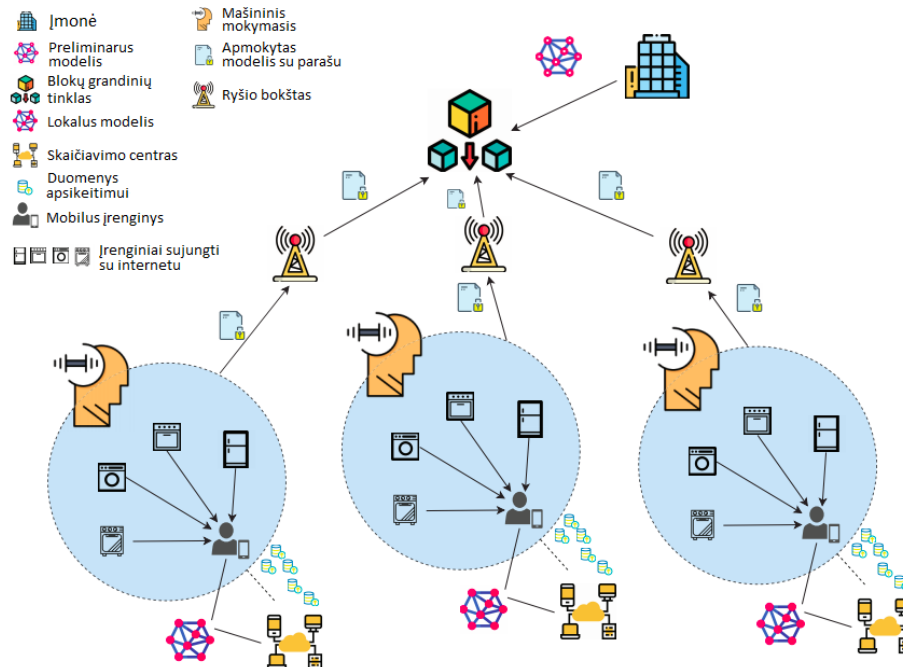 Įmonė
Preliminarus
modelis
Blokų grandinių
tinklas
Lokalus modelis
Skaičiavimo centras
Duomenys
apsikeitimui
Mobilus įrenginys
Įrenginiai sujungti
su internetu
Mašininis
mokymasis
Apmokytas
modelis su parašu
Ryšio bokštas